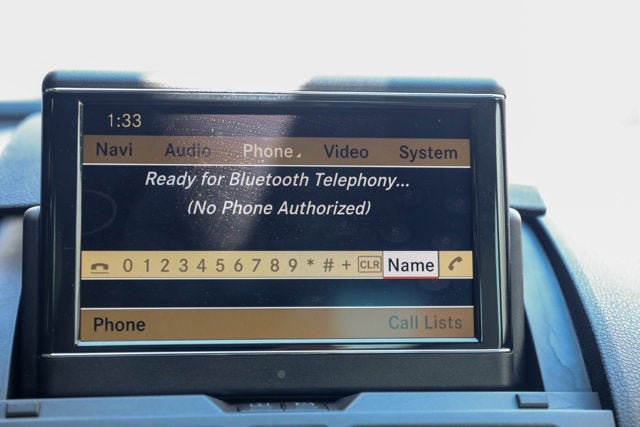 1:33
Navi Audio Phone Video System
Ready for Bluetooth Telephony...
(No Phone Authorized)
0 1 2 3 4 5 6 7 8 9 * # + CLR Name
Phone Call Lists